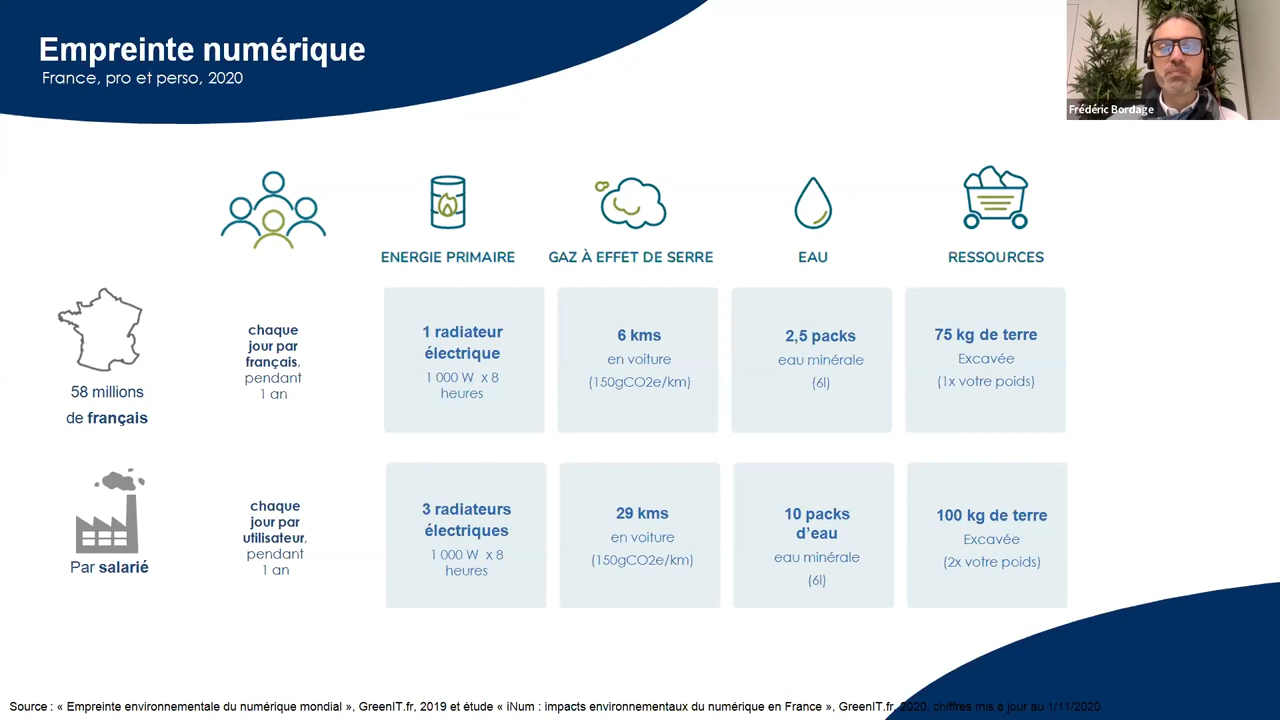 Empreinte numérique
France, pro et perso, 2020
Frédéric Bordage
ENERGIE PRIMAIRE
GAZ À EFFET DE SERRE
EAU
RESSOURCES
58 millions
de français
chaque
jour par
français,
pendant
1 an
1 radiateur
électrique
1 000 W x 8
heures
6 kms
en voiture
(150gCO2e/km)
2,5 packs
eau minérale
(6l)
75 kg de terre
Excavée
(1x votre poids)
Par salarié
chaque
jour par
utilisateur,
pendant
1 an
3 radiateurs
électriques
1 000 W x 8
heures
29 kms
en voiture
(150gCO2e/km)
10 packs
d'eau
eau minérale
(6l)
100 kg de terre
Excavée
(2x votre poids)
Source : « Empreinte environnementale du numérique mondial », GreenIT.fr, 2019 et étude « iNum : impacts environnementaux du numérique en France », GreenIT.fr. 2020, chiffres mis a jour au 1/11/2020